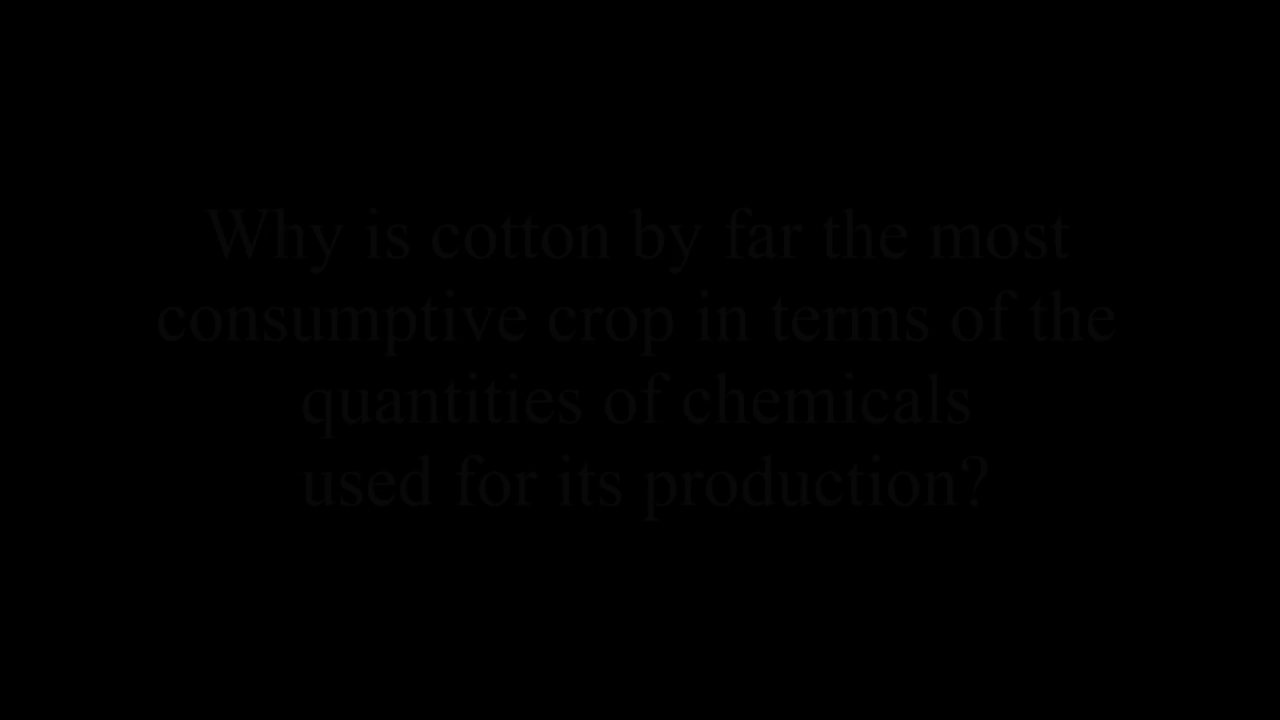 Why is cotton by far the most
consumptive crop in terms of the
quantities of chemicals
used for its production?